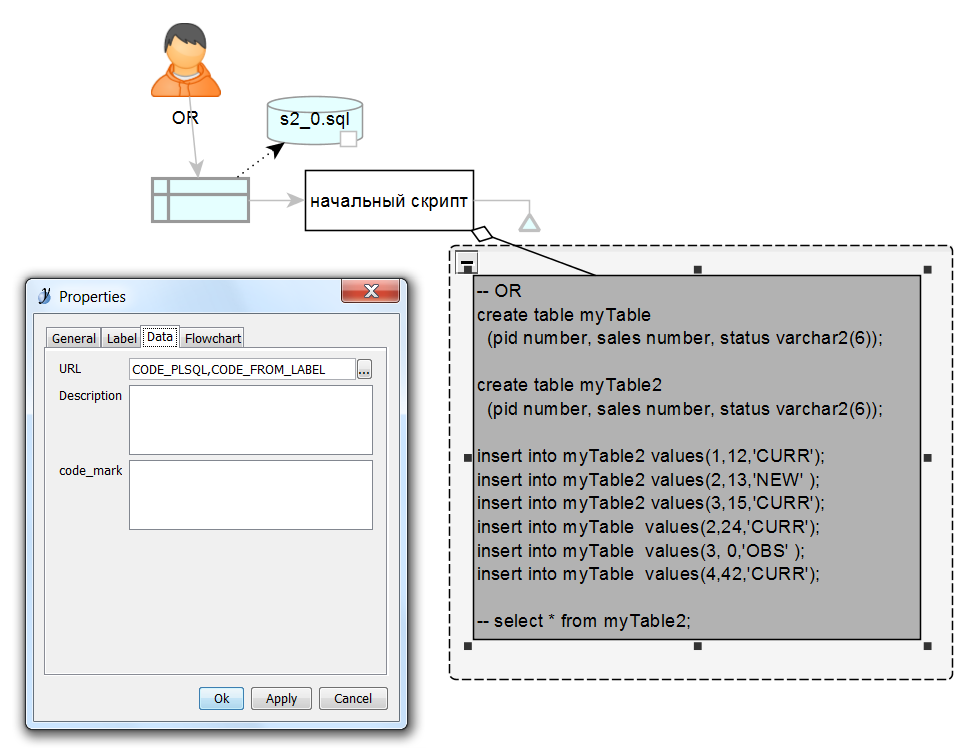 OR
s2_0.sql
начальный скрипт
-- OR
create table myTable
(pid number, sales number, status varchar2(6));
create table myTable2
(pid number, sales number, status varchar2(6));
insert into myTable2 values(1,12,'CURR');
insert into myTable2 values(2,13,'NEW' );
insert into myTable2 values(3,15,'CURR');
insert into myTable  values(2,24,'CURR');
insert into myTable  values(3, 0,'OBS' );
insert into myTable  values(4,42,'CURR');
-- select * from myTable2;
Properties
General Label Data Flowchart
URL CODE_PLSQL,CODE_FROM_LABEL ...
Description
code_mark
Ok Apply Cancel